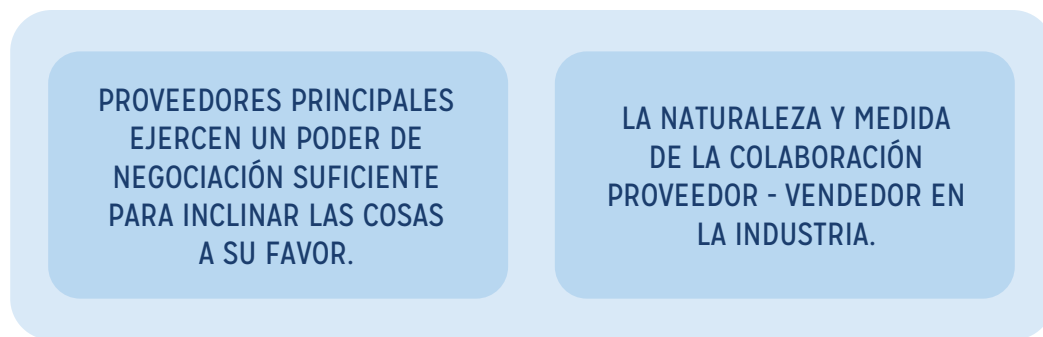 PROVEEDORES PRINCIPALES
EJERCEN UN PODER DE
NEGOCIACIÓN SUFICIENTE
PARA INCLINAR LAS COSAS
A SU FAVOR.
LA NATURALEZA Y MEDIDA
DE LA COLABORACIÓN
PROVEEDOR - VENDEDOR EN
LA INDUSTRIA.